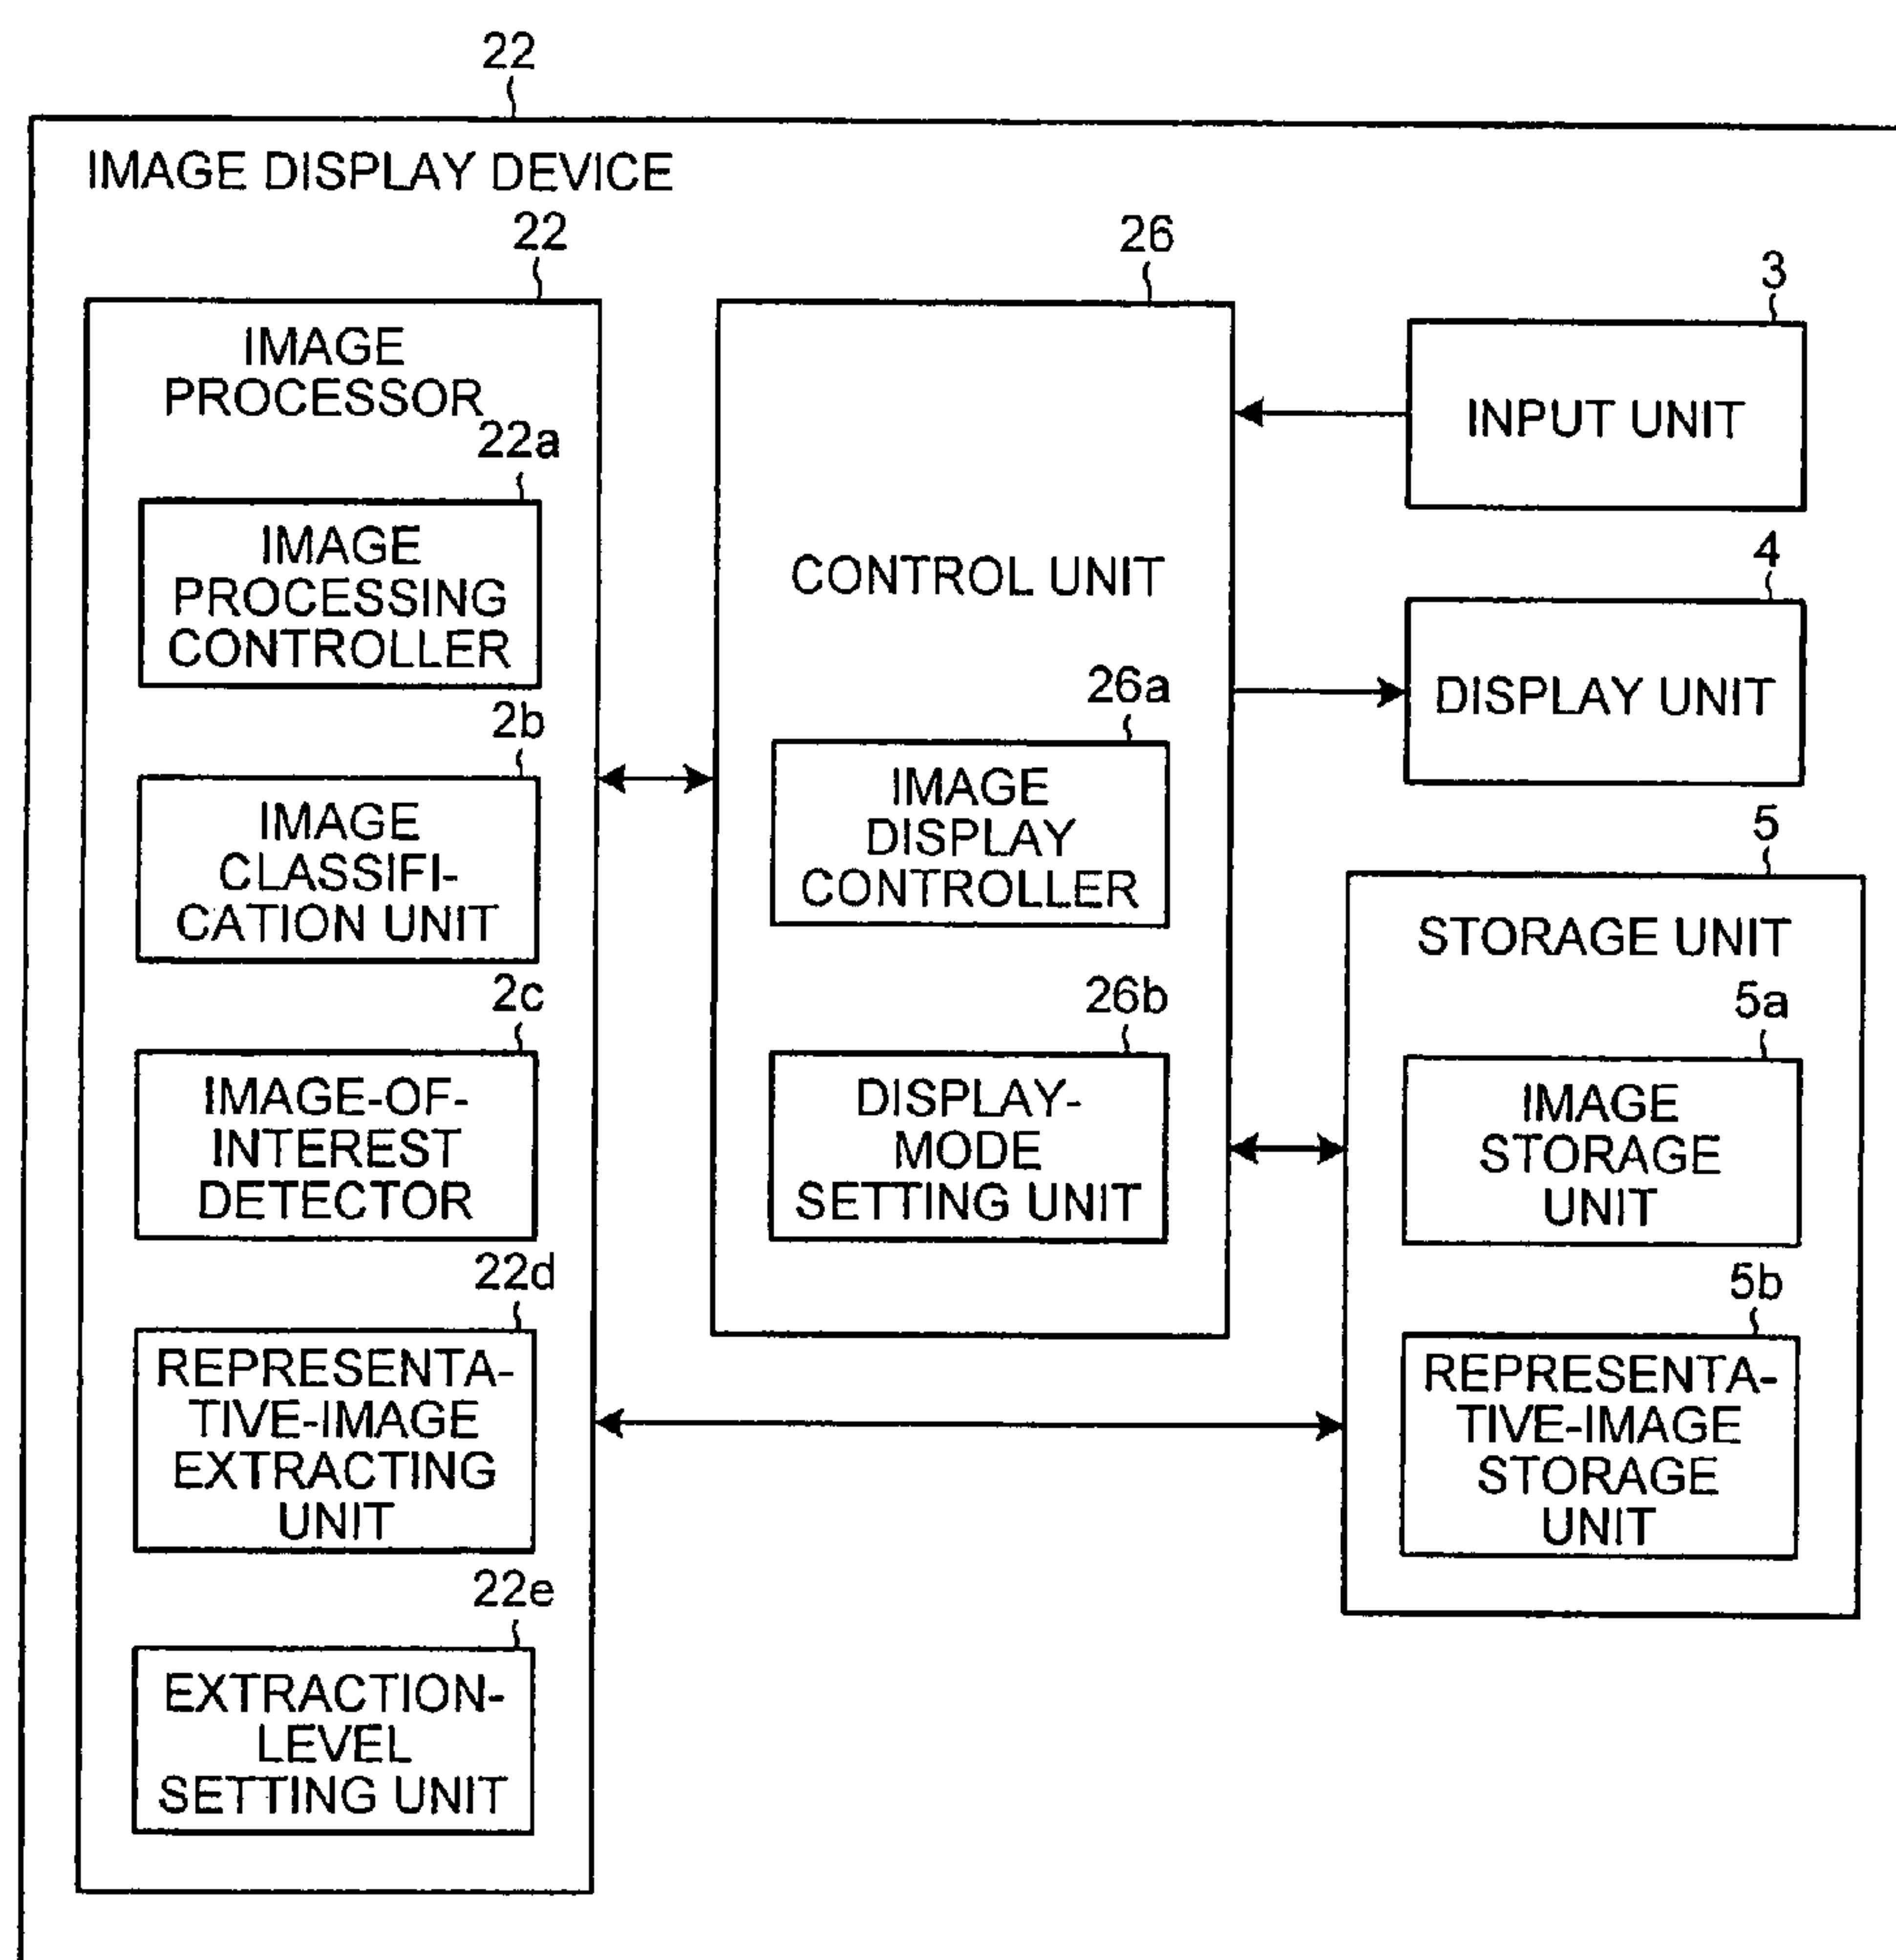 22
IMAGE DISPLAY DEVICE
22
IMAGE
PROCESSOR
22a
IMAGE
PROCESSING
CONTROLLER
2b
IMAGE
CLASSIFI-
CATION UNIT
2c
IMAGE-OF-
INTEREST
DETECTOR
22d
REPRESENTA-
TIVE-IMAGE
EXTRACTING
UNIT
22e
EXTRACTION-
LEVEL
SETTING UNIT
26
CONTROL UNIT
26a
IMAGE
DISPLAY
CONTROLLER
26b
DISPLAY-
MODE
SETTING UNIT
3
INPUT UNIT
4
DISPLAY UNIT
5
STORAGE UNIT
5a
IMAGE
STORAGE
UNIT
5b
REPRESENTA-
TIVE-IMAGE
STORAGE
UNIT